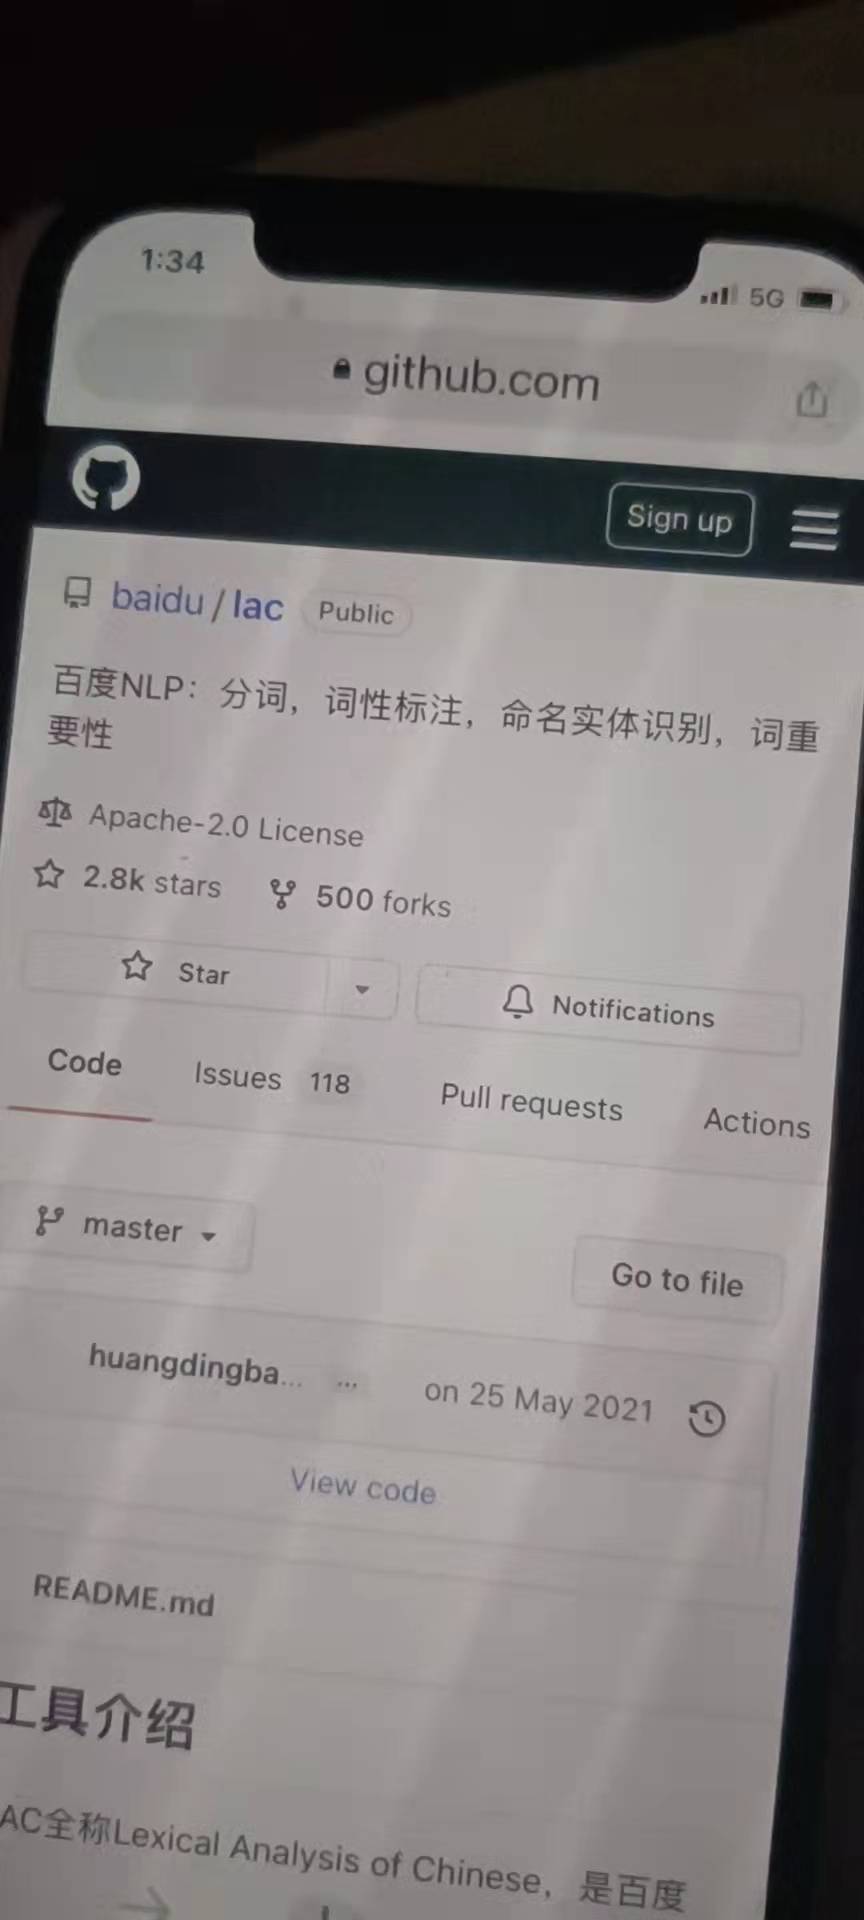 1:34
5G
github.com
Sign up
baidu/lac Public
百度NLP：分词，词性标注，命名实体识别，词重
要性
Apache-2.0 License
2.8k stars 500 forks
Star Notifications
Code Issues 118 Pull requests Actions
master Go to file
huangdingba... ... on 25 May 2021
View code
README.md
工具介绍
AC全称Lexical Analysis of Chinese，是百度